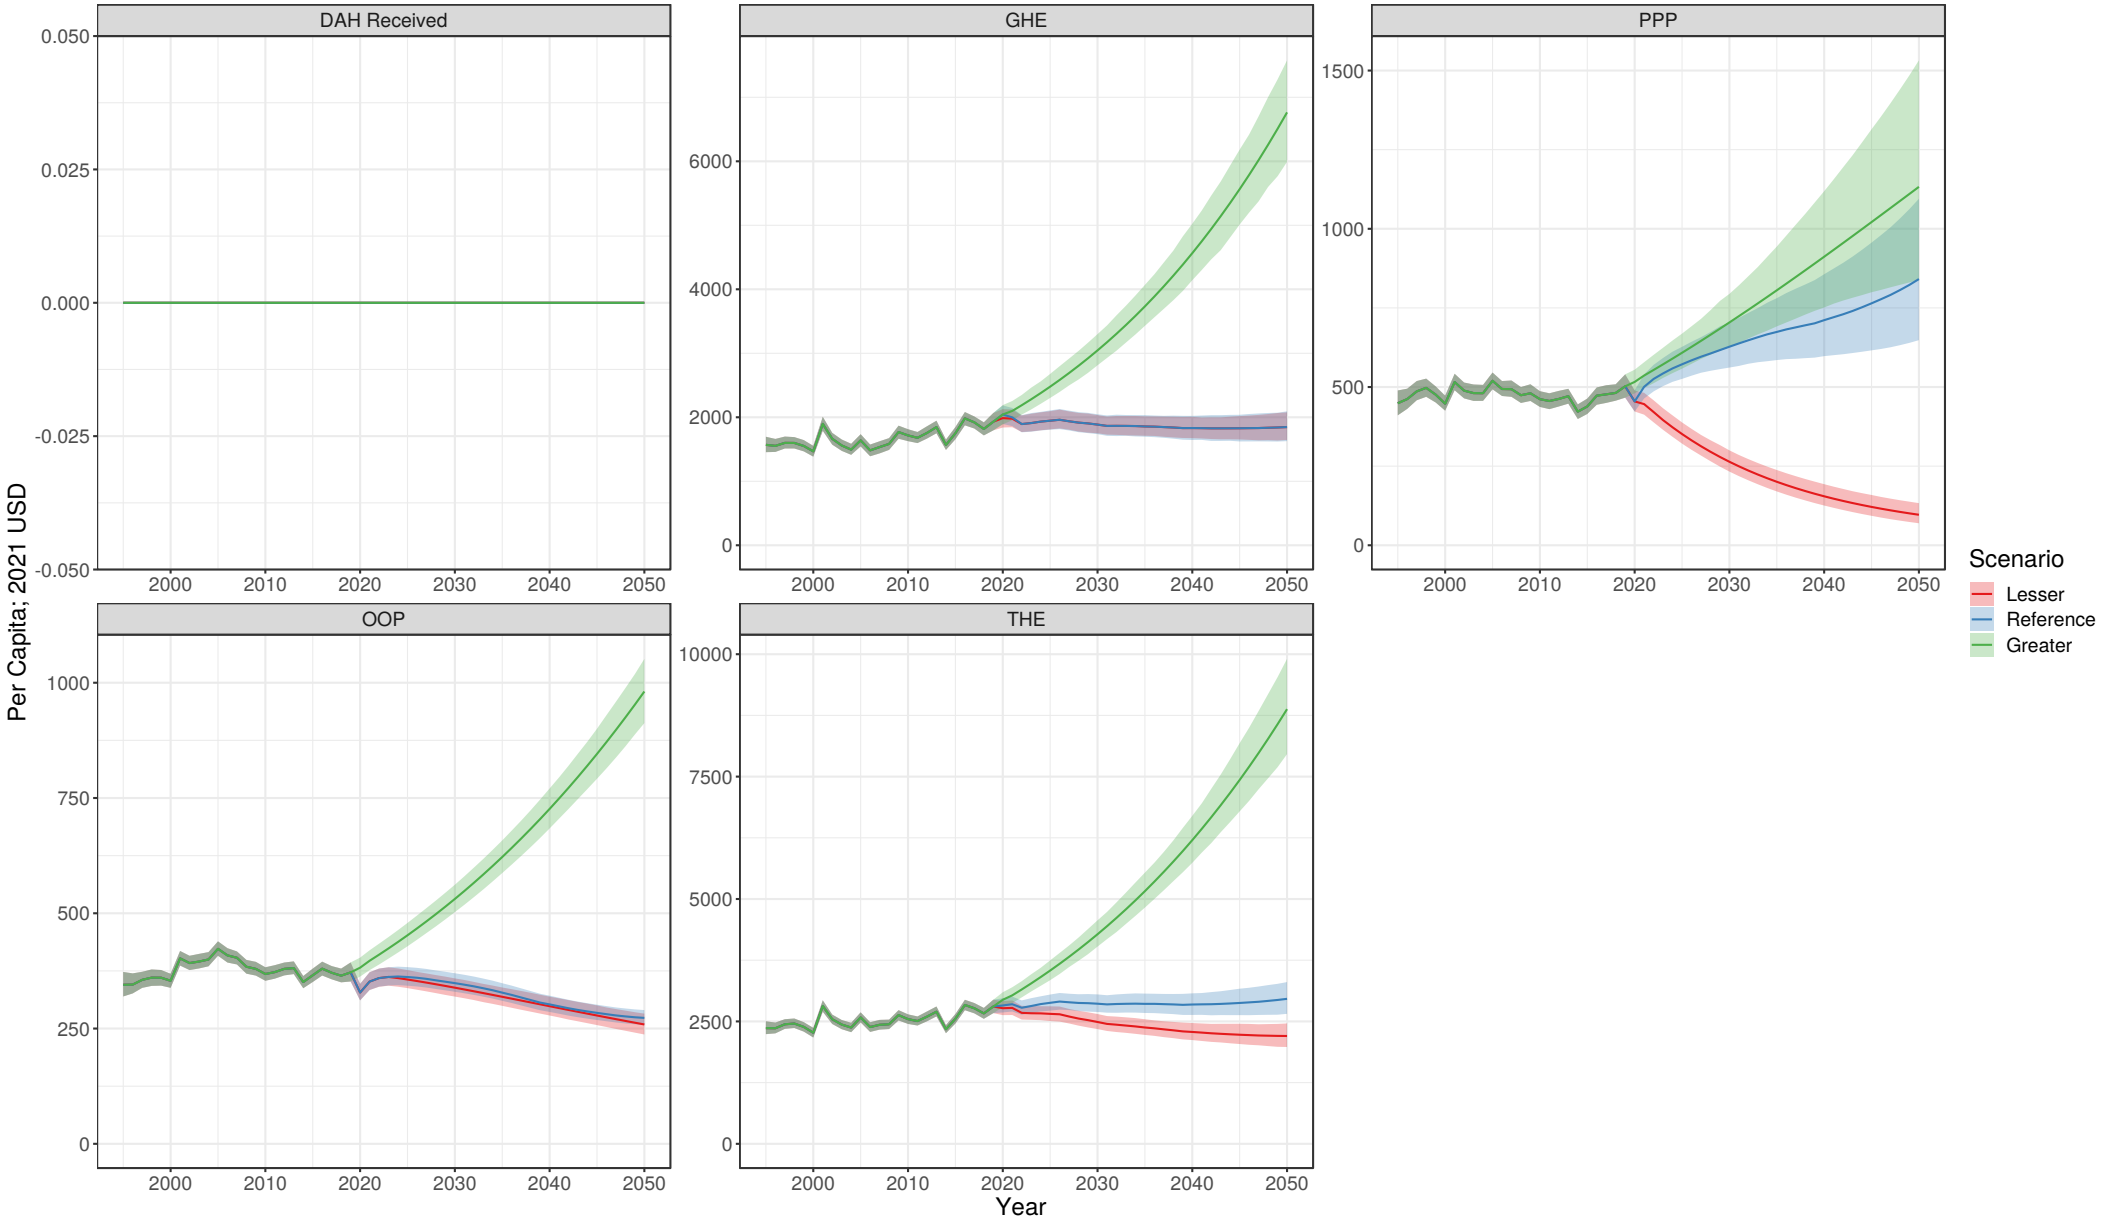 DAH Received
GHE
PPP
0.050
0.025
0.000
-0.025
-0.050
2000 2010 2020 2030 2040 2050
6000
4000
2000
0
2000 2010 2020 2030 2040 2050
1500
1000
500
0
2000 2010 2020 2030 2040 2050
Per Capita; 2021 USD
OOP
THE
1000
750
500
250
0
2000 2010 2020 2030 2040 2050
10000
7500
5000
2500
0
2000 2010 2020 2030 2040 2050
Year
Scenario
Lesser
Reference
Greater